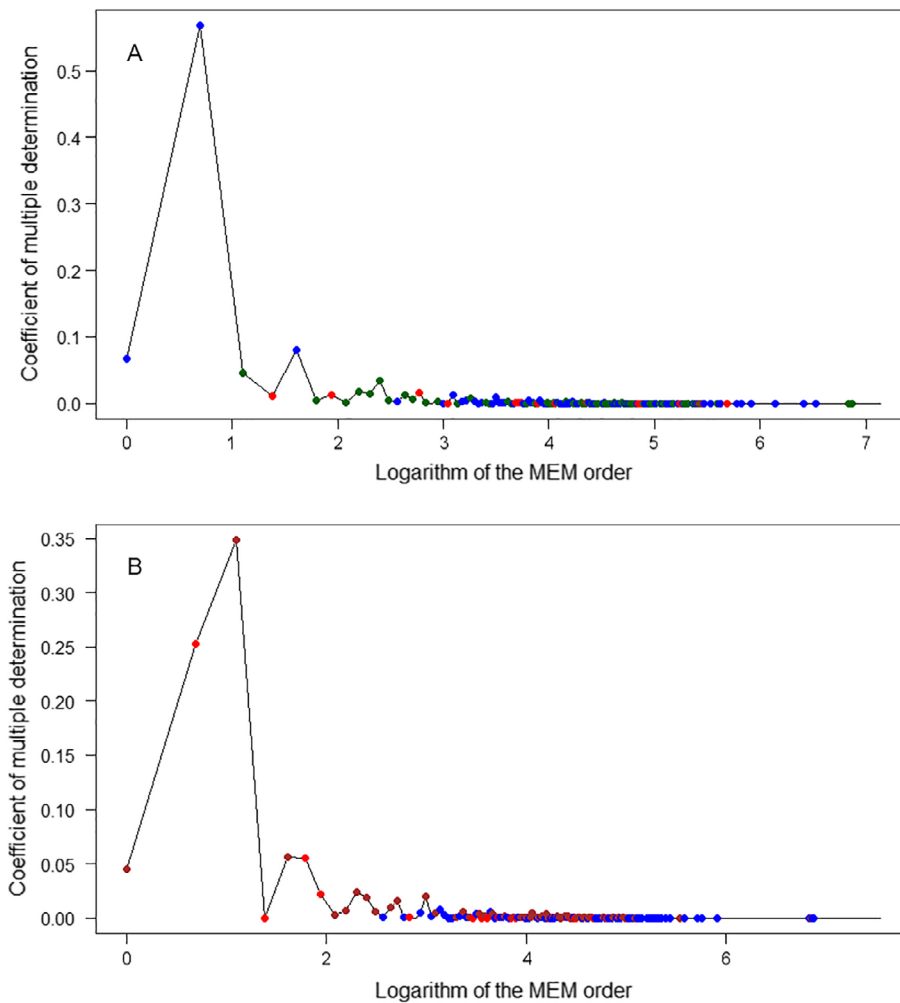 A
Coefficient of multiple determination
0.5
0.4
0.3
0.2
0.1
0.0
0 1 2 3 4 5 6 7
Logarithm of the MEM order
B
Coefficient of multiple determination
0.35
0.30
0.25
0.20
0.15
0.10
0.05
0.00
0 2 4 6
Logarithm of the MEM order